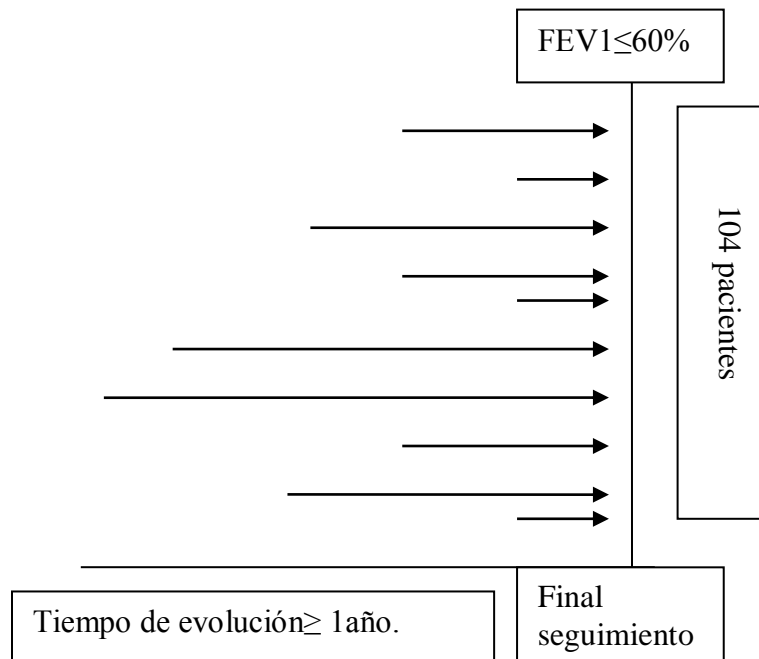 FEV1≤60%
104 pacientes
Tiempo de evolución≥ 1año.
Final
seguimiento